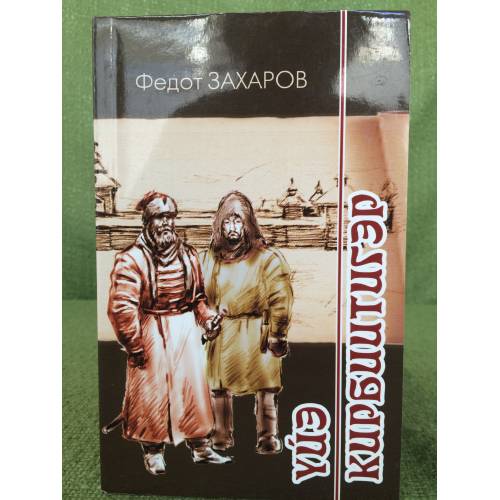 Федот ЗАХАРОВ
үйэ
кирбиитигэр